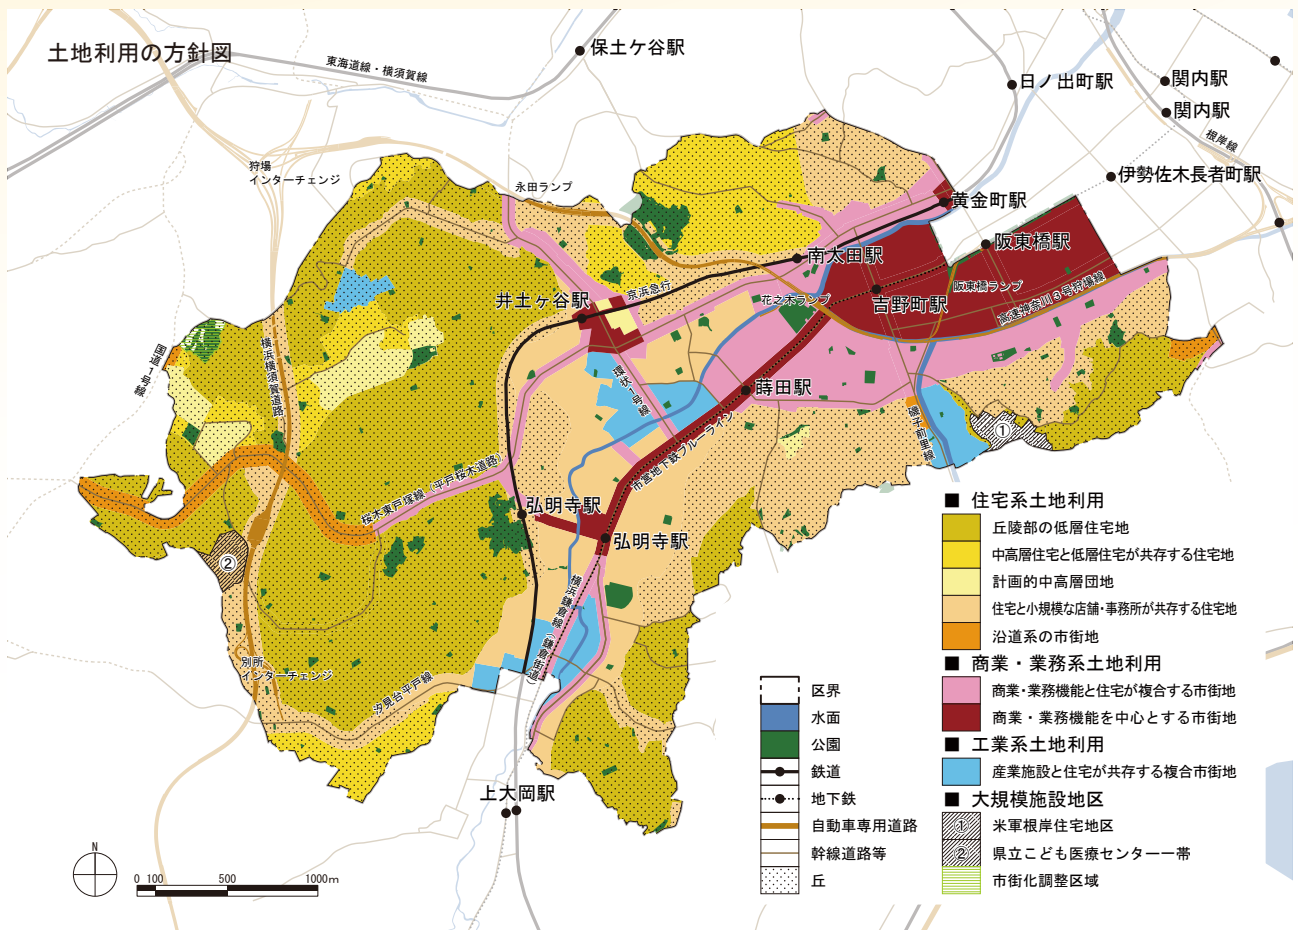 土地利用の方針図
保土ケ谷駅
東海道線・横須賀線
日ノ出町駅
関内駅
関内駅
根岸線
伊勢佐木長者町駅
狩場
インターチェンジ
永田ランプ
黄金町駅
阪東橋駅
南太田駅
阪東橋ランプ
吉野町駅
花之木ランプ
高速神奈川3号狩場線
京浜急行
井土ヶ谷駅
国道1号線
横浜横須賀道路
環状1号線
蒔田駅
磯子前里線
①
市営地下鉄ブルーライン
桜木東戸塚線(平戸桜木道路)
弘明寺駅
弘明寺駅
②
横浜鎌倉線(鎌倉街道)
別所
インターチェンジ
汐見台平戸線
上大岡駅
N
0 100 500 1000m
区界
水面
公園
鉄道
地下鉄
自動車専用道路
幹線道路等
丘
■ 住宅系土地利用
丘陵部の低層住宅地
中高層住宅と低層住宅が共存する住宅地
計画的中高層団地
住宅と小規模な店舗・事務所が共存する住宅地
沿道系の市街地
■ 商業・業務系土地利用
商業・業務機能と住宅が複合する市街地
商業・業務機能を中心とする市街地
■ 工業系土地利用
産業施設と住宅が共存する複合市街地
■ 大規模施設地区
① 米軍根岸住宅地区
② 県立こども医療センター一帯
市街化調整区域